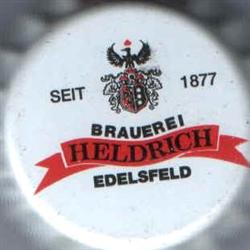 SEIT 1877
BRAUEREI
HELDRICH
EDELSFELD